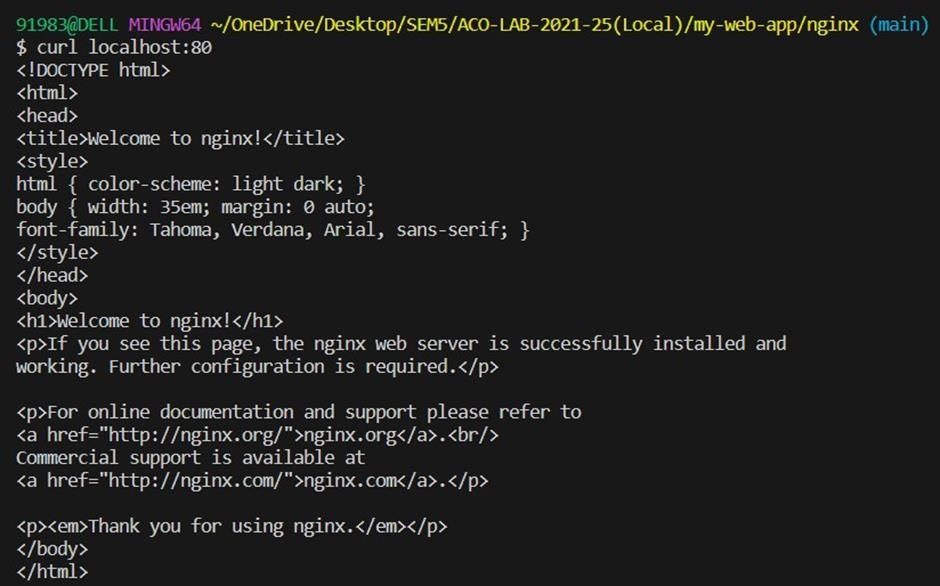 91983@DELL MINGW64 ~/OneDrive/Desktop/SEM5/ACO-LAB-2021-25(Local)/my-web-app/nginx (main)
$ curl localhost:80
<!DOCTYPE html>
<html>
<head>
<title>Welcome to nginx!</title>
<style>
html { color-scheme: light dark; }
body { width: 35em; margin: 0 auto;
font-family: Tahoma, Verdana, Arial, sans-serif; }
</style>
</head>
<body>
<h1>Welcome to nginx!</h1>
<p>If you see this page, the nginx web server is successfully installed and
working. Further configuration is required.</p>

<p>For online documentation and support please refer to
<a href="http://nginx.org/">nginx.org</a>.<br/>
Commercial support is available at
<a href="http://nginx.com/">nginx.com</a>.</p>

<p><em>Thank you for using nginx.</em></p>
</body>
</html>